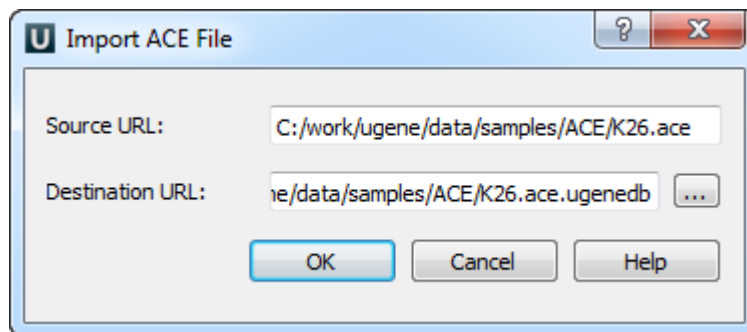 U Import ACE File ? X
Source URL: C:/work/ugene/data/samples/ACE/K26.ace
Destination URL: ne/data/samples/ACE/K26.ace.ugenedb ...
OK Cancel Help